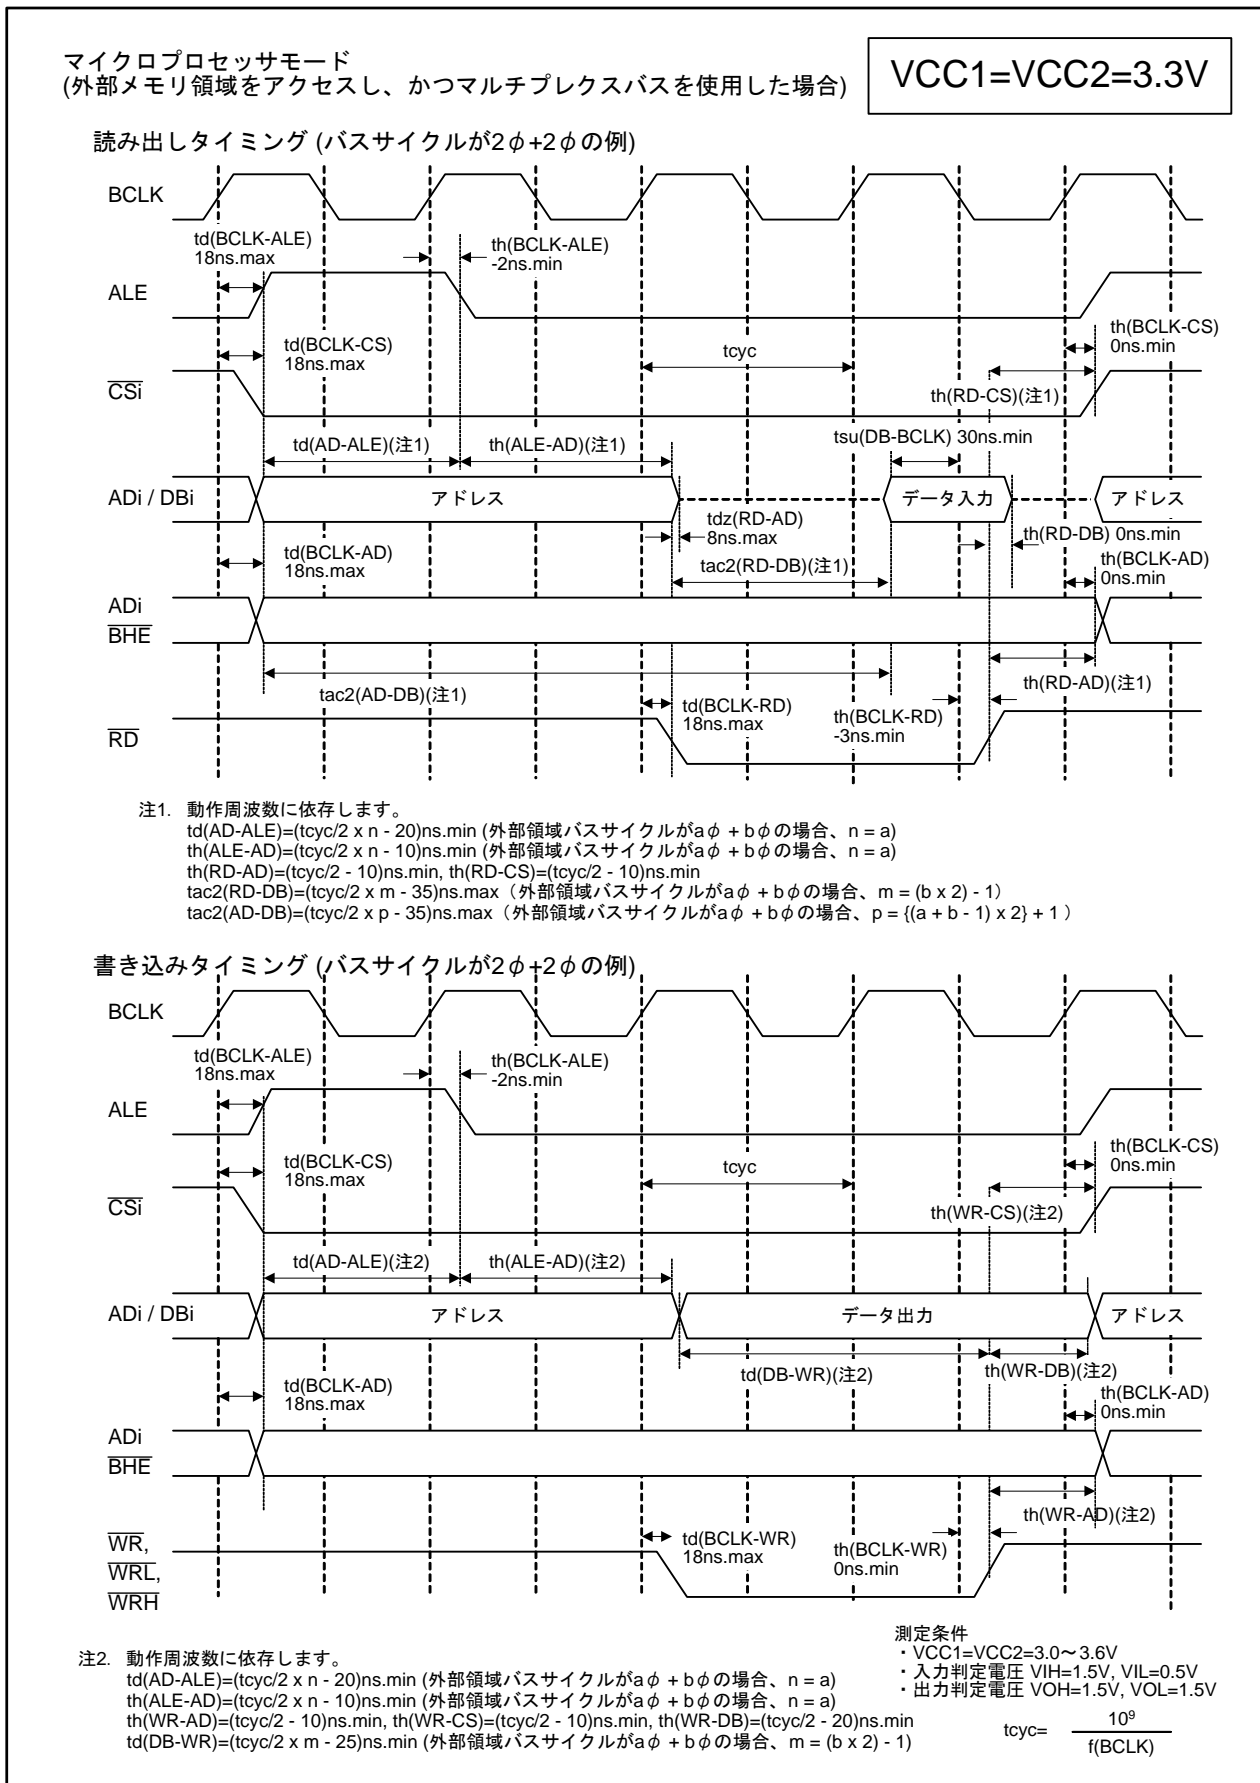 マイクロプロセッサモード
(外部メモリ領域をアクセスし、かつマルチプレクスバスを使用した場合)
VCC1=VCC2=3.3V
読み出しタイミング (バスサイクルが2φ+2φの例)
BCLK
td(BCLK-ALE)
18ns.max
th(BCLK-ALE)
-2ns.min
ALE
td(BCLK-CS)
18ns.max
tcyc
th(BCLK-CS)
0ns.min
CSi
th(RD-CS)(注1)
td(AD-ALE)(注1)
th(ALE-AD)(注1)
tsu(DB-BCLK) 30ns.min
ADi / DBi
アドレス
データ入力
アドレス
tdz(RD-AD)
8ns.max
th(RD-DB) 0ns.min
td(BCLK-AD)
18ns.max
tac2(RD-DB)(注1)
th(BCLK-AD)
0ns.min
ADi
BHE
tac2(AD-DB)(注1)
th(RD-AD)(注1)
td(BCLK-RD)
18ns.max
th(BCLK-RD)
-3ns.min
RD
注1. 動作周波数に依存します。
td(AD-ALE)=(tcyc/2 x n - 20)ns.min (外部領域バスサイクルがaφ + bφの場合、n = a)
th(ALE-AD)=(tcyc/2 x n - 10)ns.min (外部領域バスサイクルがaφ + bφの場合、n = a)
th(RD-AD)=(tcyc/2 - 10)ns.min, th(RD-CS)=(tcyc/2 - 10)ns.min
tac2(RD-DB)=(tcyc/2 x m - 35)ns.max（外部領域バスサイクルがaφ + bφの場合、m = (b x 2) - 1）
tac2(AD-DB)=(tcyc/2 x p - 35)ns.max（外部領域バスサイクルがaφ + bφの場合、p = {(a + b - 1) x 2} + 1 ）
書き込みタイミング (バスサイクルが2φ+2φの例)
BCLK
td(BCLK-ALE)
18ns.max
th(BCLK-ALE)
-2ns.min
ALE
td(BCLK-CS)
18ns.max
tcyc
th(BCLK-CS)
0ns.min
CSi
th(WR-CS)(注2)
td(AD-ALE)(注2)
th(ALE-AD)(注2)
ADi / DBi
アドレス
データ出力
アドレス
td(DB-WR)(注2)
th(WR-DB)(注2)
td(BCLK-AD)
18ns.max
th(BCLK-AD)
0ns.min
ADi
BHE
th(WR-AD)(注2)
WR,
WRL,
WRH
td(BCLK-WR)
18ns.max
th(BCLK-WR)
0ns.min
注2. 動作周波数に依存します。
td(AD-ALE)=(tcyc/2 x n - 20)ns.min (外部領域バスサイクルがaφ + bφの場合、n = a)
th(ALE-AD)=(tcyc/2 x n - 10)ns.min (外部領域バスサイクルがaφ + bφの場合、n = a)
th(WR-AD)=(tcyc/2 - 10)ns.min, th(WR-CS)=(tcyc/2 - 10)ns.min, th(WR-DB)=(tcyc/2 - 20)ns.min
td(DB-WR)=(tcyc/2 x m - 25)ns.min (外部領域バスサイクルがaφ + bφの場合、m = (b x 2) - 1)
測定条件
・VCC1=VCC2=3.0～3.6V
・入力判定電圧 VIH=1.5V, VIL=0.5V
・出力判定電圧 VOH=1.5V, VOL=1.5V
tcyc= 10⁹
f(BCLK)